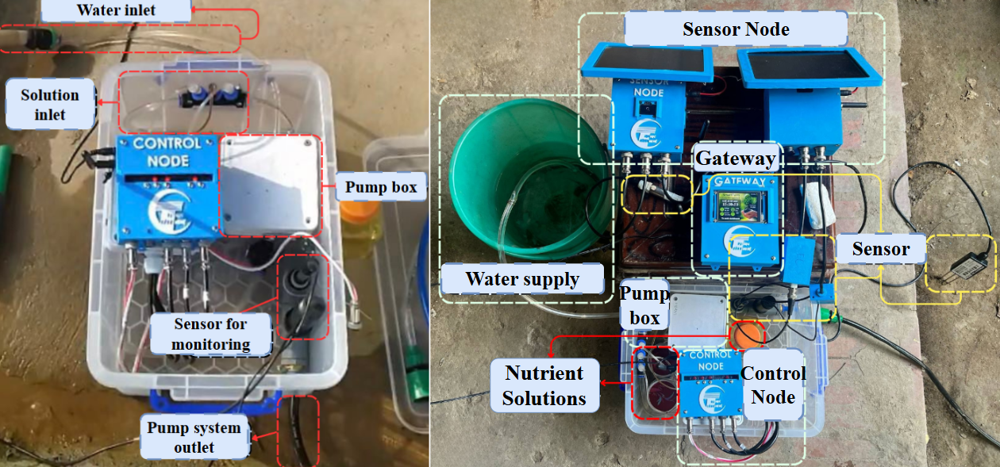 Water inlet
Solution
inlet
CONTROL
NODE
Pump box
Sensor for
monitoring
Pump system
outlet
Sensor Node
SENSOR
NODE
Gateway
GATEWAY
Sensor
Water supply
Pump
box
Nutrient
Solutions
CONTROL
NODE
Control
Node